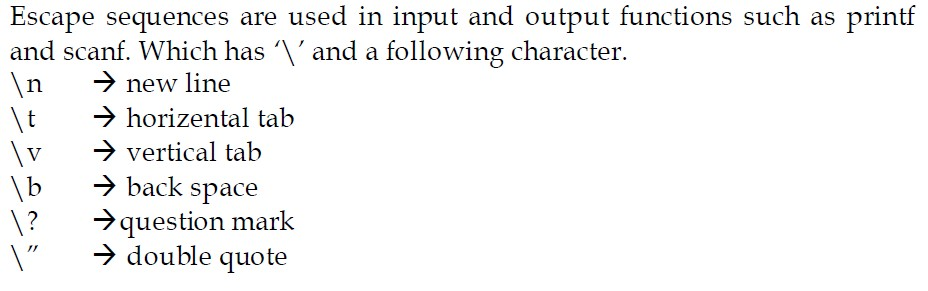 Escape sequences are used in input and output functions such as printf
and scanf. Which has ‘\’ and a following character.
\n → new line
\t → horizental tab
\v → vertical tab
\b → back space
\? →question mark
\” → double quote